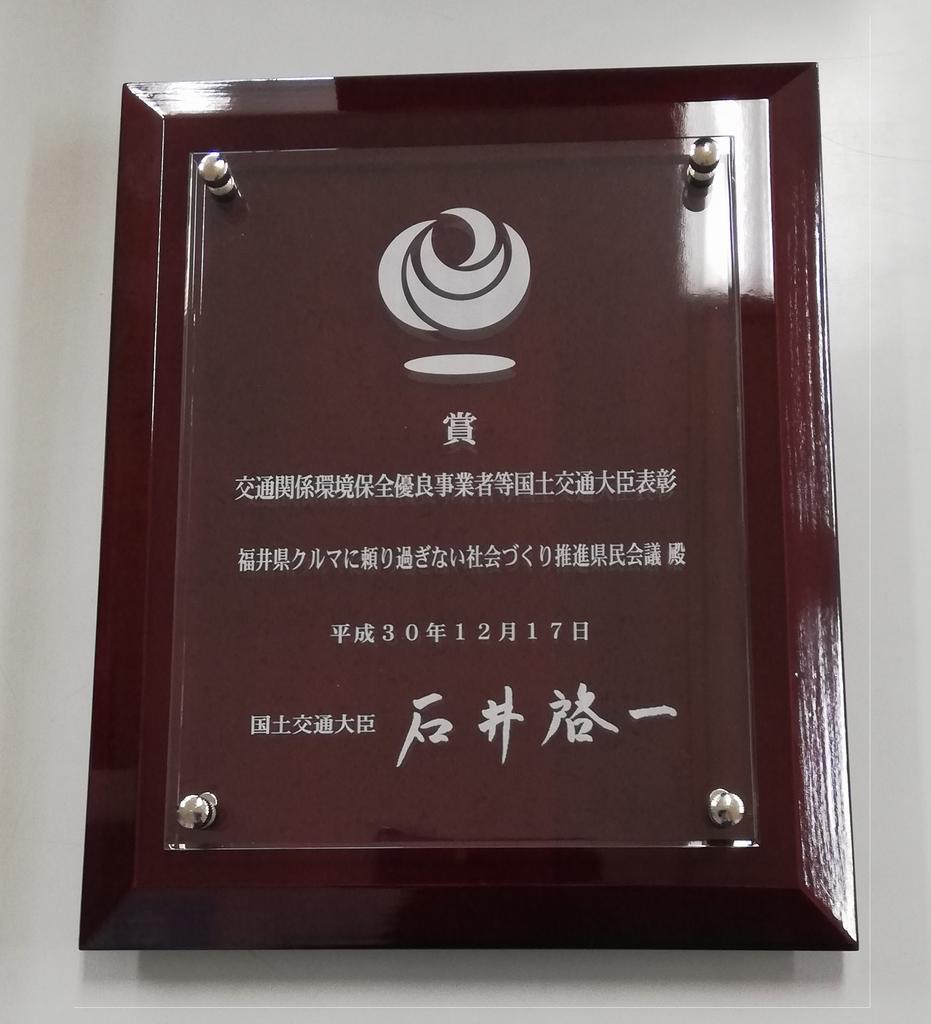 賞
交通関係環境保全優良事業者等国土交通大臣表彰
福井県クルマに頼り過ぎない社会づくり推進県民会議 殿
平成３０年１２月１７日
国土交通大臣 石井啓一